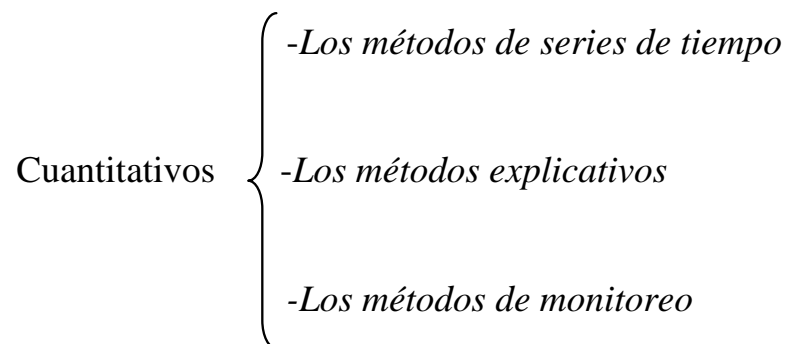 -Los métodos de series de tiempo
Cuantitativos -Los métodos explicativos
-Los métodos de monitoreo